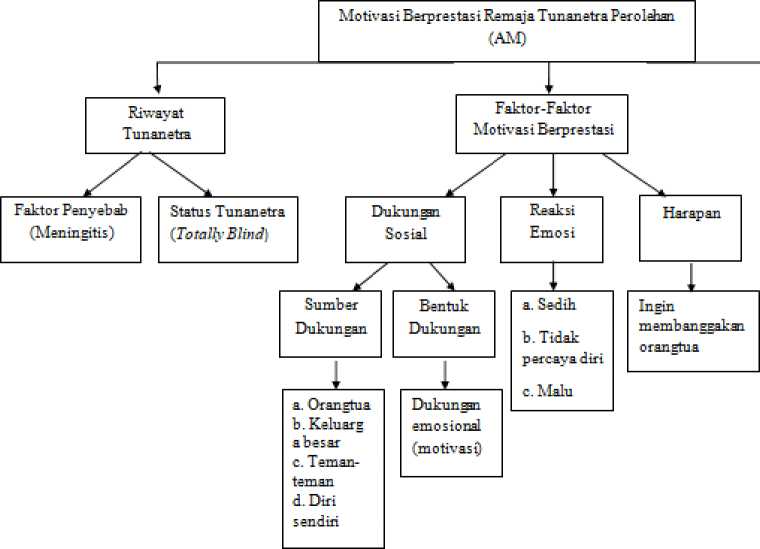 Motivasi Berprestasi Remaja Tunanetra Perolehan
(AM)
Riwayat
Tunanetra
Faktor-Faktor
Motivasi Berprestasi
Faktor Penyebab
(Meningitis)
Status Tunanetra
(Totally Blind)
Dukungan
Sosial
Reaksi
Emosi
Harapan
Sumber
Dukungan
Bentuk
Dukungan
a. Sedih
b. Tidak
percaya diri
c. Malu
Ingin
membanggakan
orangtua
a. Orangtua
b. Keluarg
a besar
c. Teman-
teman
d. Diri
sendiri
Dukungan
emosional
(motivasi)